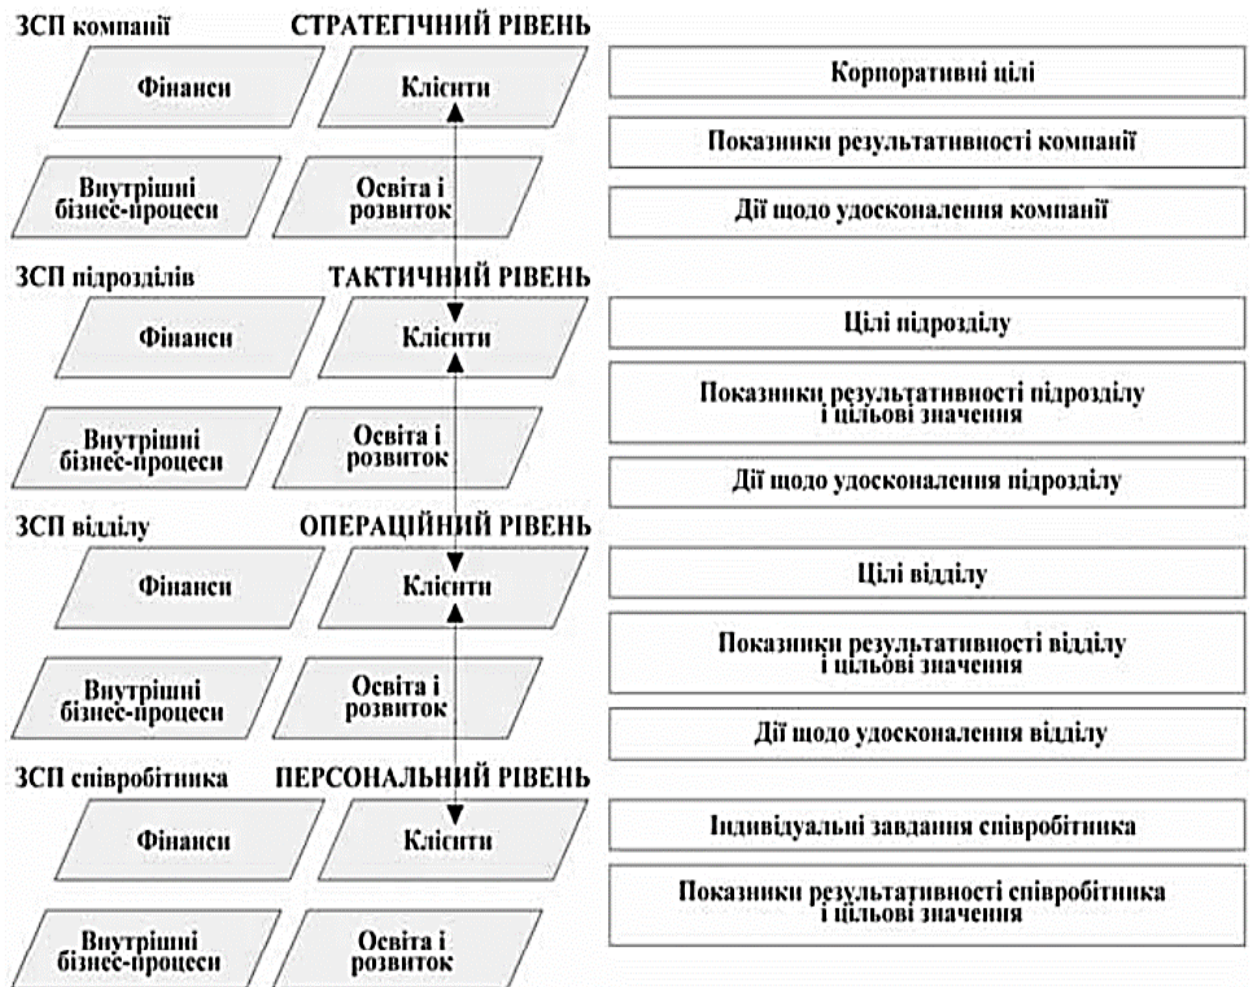 ЗСП компанії СТРАТЕГІЧНИЙ РІВЕНЬ
Фінанси Клієнти
Внутрішні
бізнес-процеси
Освіта і
розвиток
Корпоративні цілі
Показники результативності компанії
Дії щодо удосконалення компанії
ЗСП підрозділів ТАКТИЧНИЙ РІВЕНЬ
Фінанси Клієнти
Внутрішні
бізнес-процеси
Освіта і
розвиток
Цілі підрозділу
Показники результативності підрозділу
і цільові значення
Дії щодо удосконалення підрозділу
ЗСП відділу ОПЕРАЦІЙНИЙ РІВЕНЬ
Фінанси Клієнти
Внутрішні
бізнес-процеси
Освіта і
розвиток
Цілі відділу
Показники результативності відділу
і цільові значення
Дії щодо удосконалення відділу
ЗСП співробітника ПЕРСОНАЛЬНИЙ РІВЕНЬ
Фінанси Клієнти
Внутрішні
бізнес-процеси
Освіта і
розвиток
Індивідуальні завдання співробітника
Показники результативності співробітника
і цільові значення